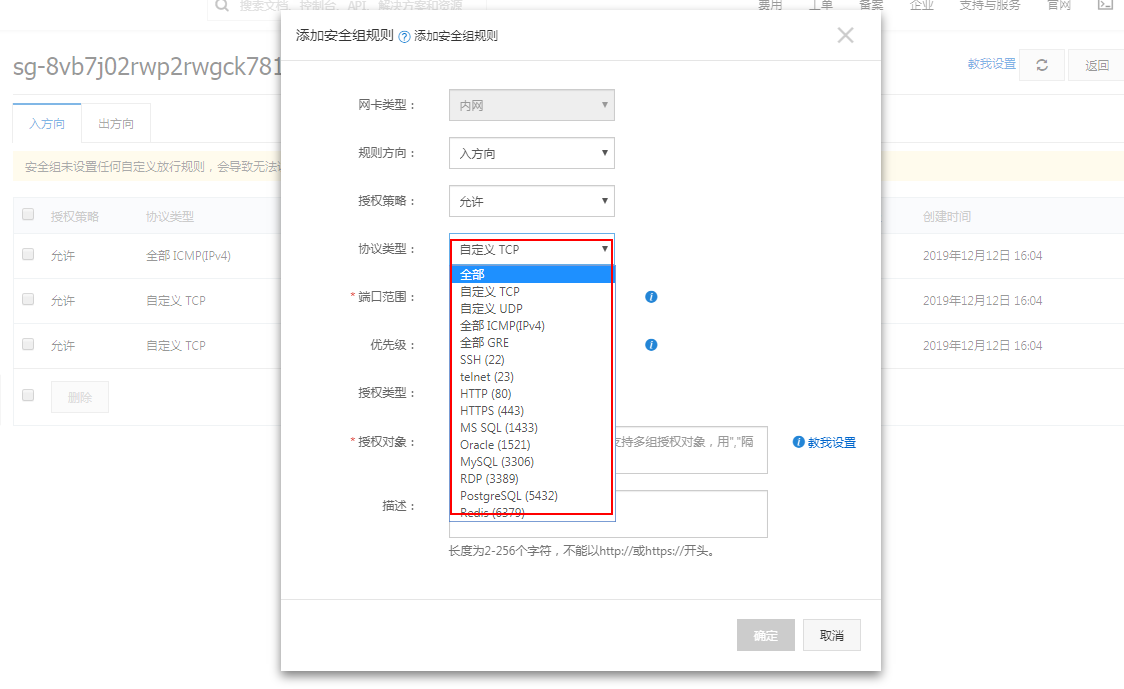 搜索文档、控制台、API、解决方案和资源
费用 工单 备案 企业 支持与服务 官网
添加安全组规则 ? 添加安全组规则
sg-8vb7j02rwp2rwgck781
教我设置
返回
入方向 出方向
安全组未设置任何自定义放行规则，会导致无法
授权策略 协议类型 创建时间
允许 全部 ICMP(IPv4) 2019年12月12日 16:04
允许 自定义 TCP 2019年12月12日 16:04
允许 自定义 TCP 2019年12月12日 16:04
删除
网卡类型： 内网
规则方向： 入方向
授权策略： 允许
协议类型： 自定义 TCP
全部
自定义 TCP
自定义 UDP
全部 ICMP(IPv4)
全部 GRE
SSH (22)
telnet (23)
HTTP (80)
HTTPS (443)
MS SQL (1433)
Oracle (1521)
MySQL (3306)
RDP (3389)
PostgreSQL (5432)
Redis (6379)
* 端口范围：
优先级：
授权类型：
* 授权对象： 支持多组授权对象，用","隔
教我设置
描述：
长度为2-256个字符，不能以http://或https://开头。
确定 取消